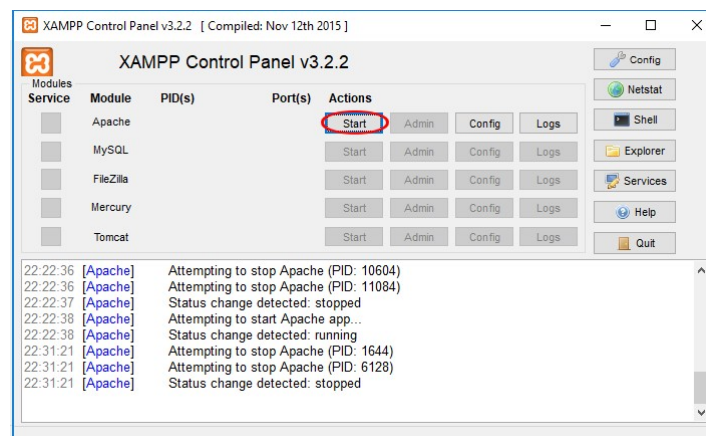 XAMPP Control Panel v3.2.2 [ Compiled: Nov 12th 2015 ]
XAMPP Control Panel v3.2.2
Config
Modules
Netstat
Service Module PID(s) Port(s) Actions
Apache Start Admin Config Logs
Shell
MySQL Start Admin Config Logs
Explorer
FileZilla Start Admin Config Logs
Services
Mercury Start Admin Config Logs
Help
Tomcat Start Admin Config Logs
Quit
22:22:36 [Apache] Attempting to stop Apache (PID: 10604)
22:22:36 [Apache] Attempting to stop Apache (PID: 11084)
22:22:37 [Apache] Status change detected: stopped
22:22:38 [Apache] Attempting to start Apache app...
22:22:38 [Apache] Status change detected: running
22:31:21 [Apache] Attempting to stop Apache (PID: 1644)
22:31:21 [Apache] Attempting to stop Apache (PID: 6128)
22:31:21 [Apache] Status change detected: stopped